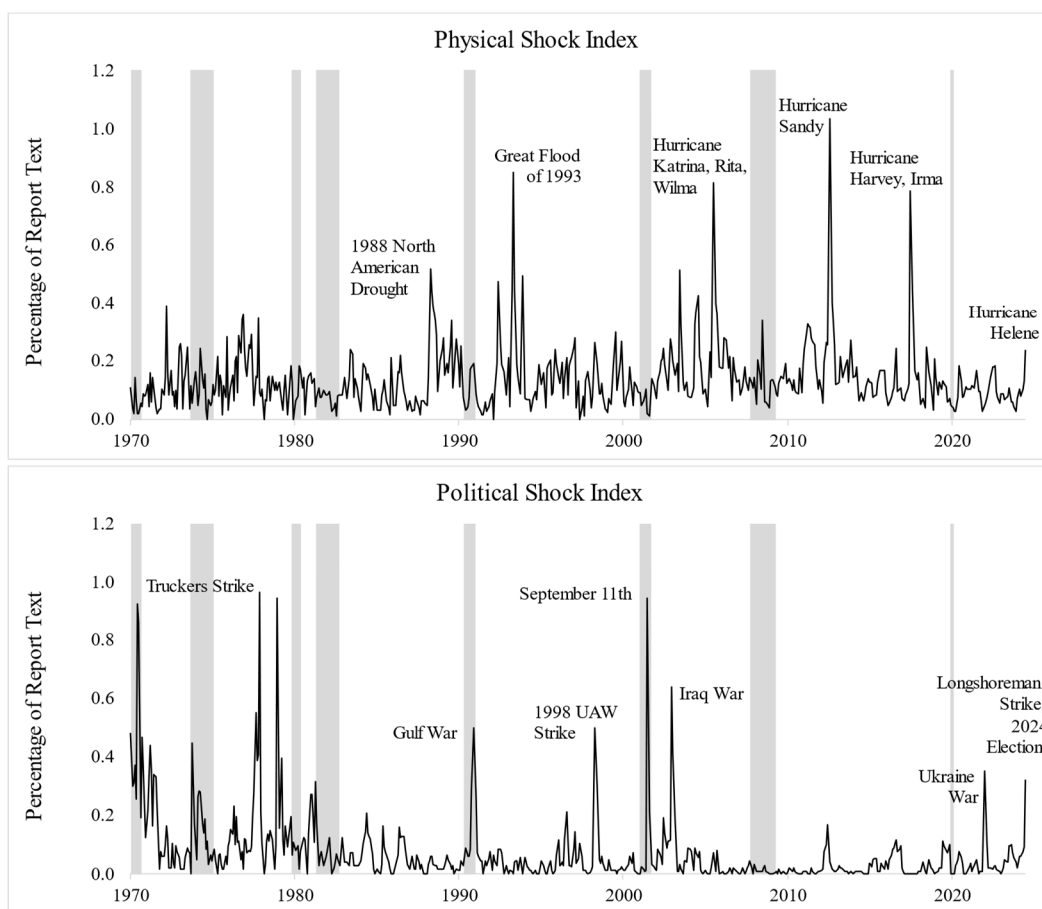 Physical Shock Index
Percentage of Report Text
1.2
1.0
0.8
0.6
0.4
0.2
0.0
1988 North
American
Drought
Great Flood
of 1993
Hurricane
Katrina, Rita,
Wilma
Hurricane
Sandy
Hurricane
Harvey, Irma
Hurricane
Helene
1970
1980
1990
2000
2010
2020
Political Shock Index
Percentage of Report Text
1.2
1.0
0.8
0.6
0.4
0.2
0.0
Truckers Strike
Gulf War
1998 UAW
Strike
September 11th
Iraq War
Ukraine
War
Longshoreman
Strike
2024
Election
1970
1980
1990
2000
2010
2020